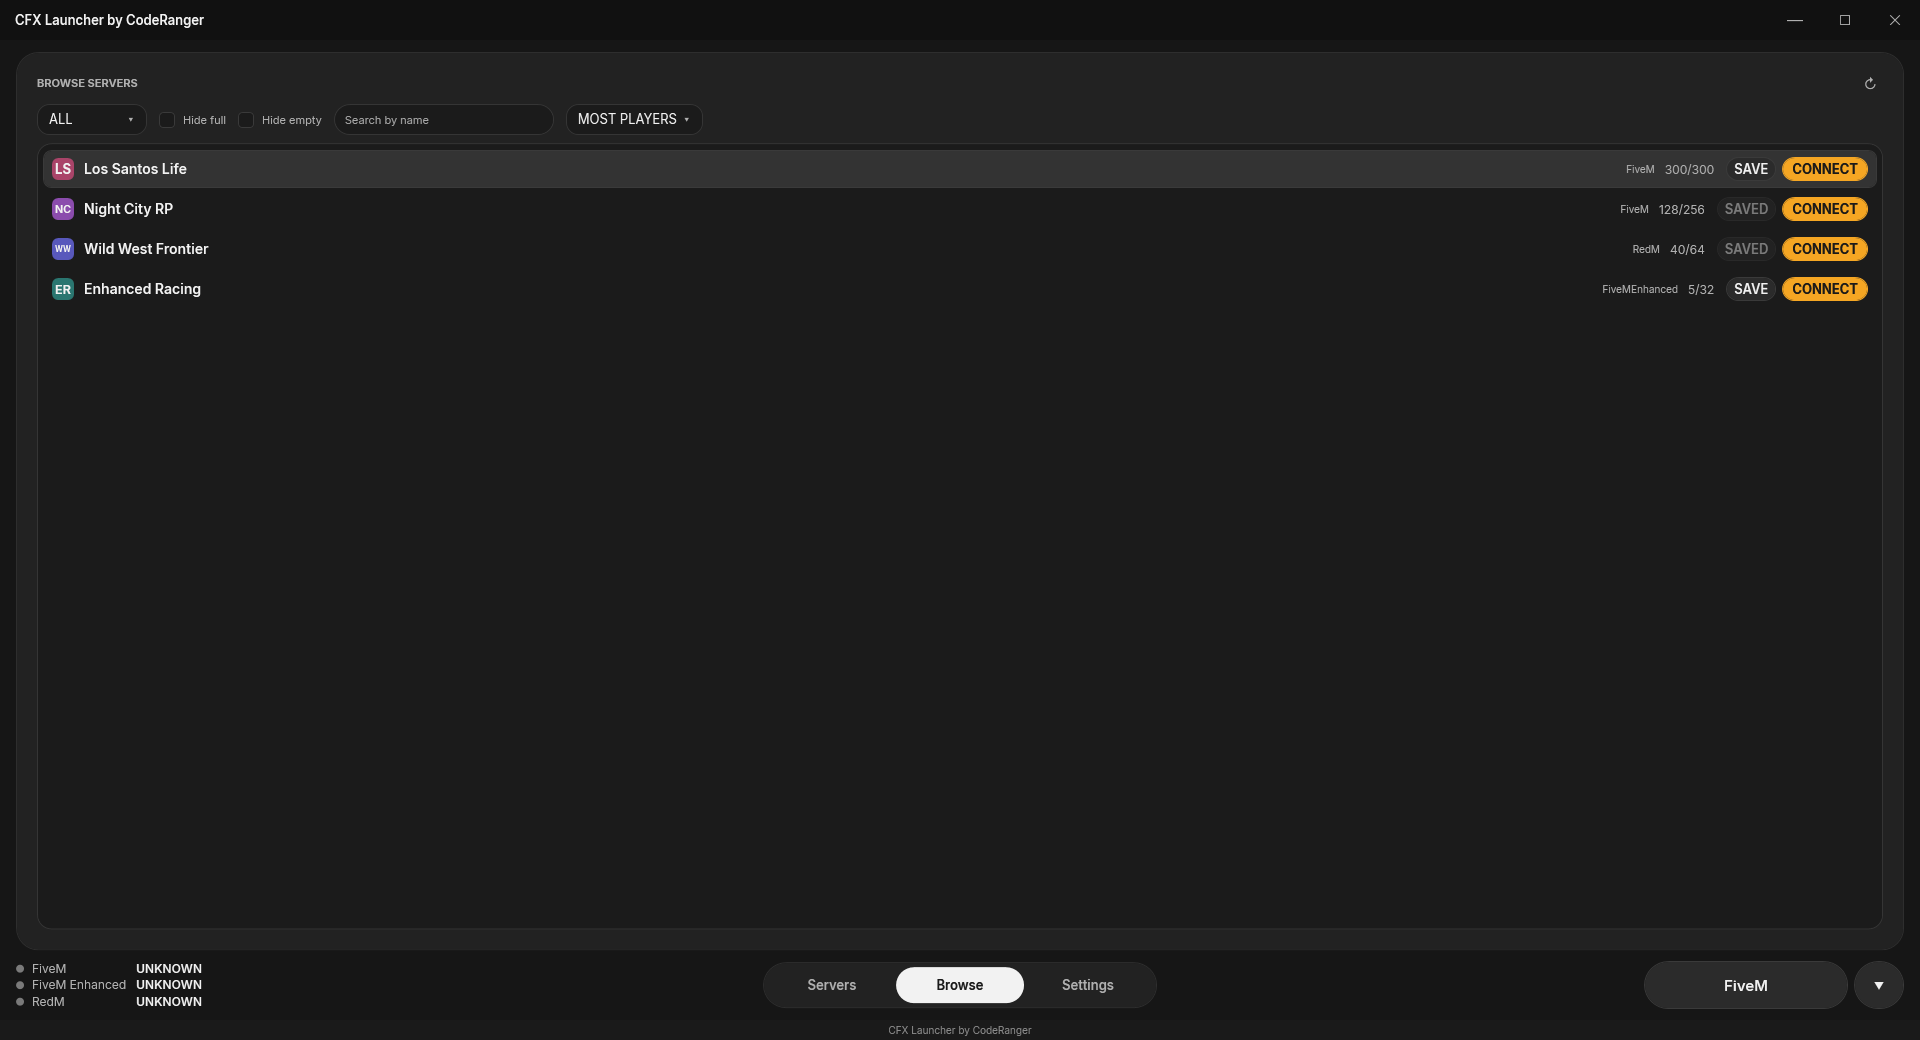 CFX Launcher by CodeRanger
BROWSE SERVERS
ALL Hide full Hide empty Search by name MOST PLAYERS
LS Los Santos Life FiveM 300/300 SAVE CONNECT
NC Night City RP FiveM 128/256 SAVED CONNECT
WW Wild West Frontier RedM 40/64 SAVED CONNECT
ER Enhanced Racing FiveMEnhanced 5/32 SAVE CONNECT
FiveM UNKNOWN
FiveM Enhanced UNKNOWN
RedM UNKNOWN
Servers Browse Settings
FiveM
CFX Launcher by CodeRanger